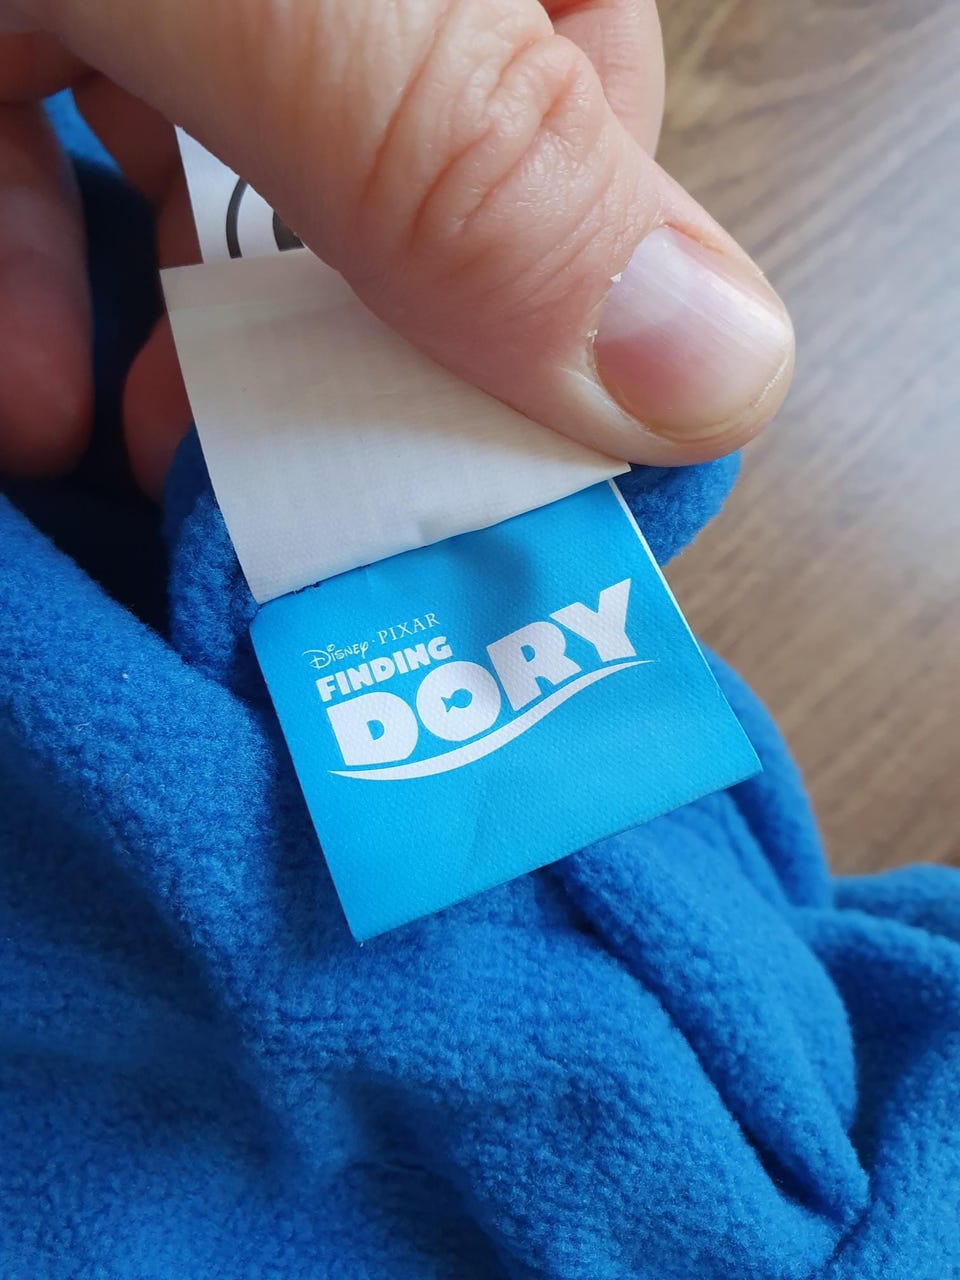 Disney · PIXAR
FINDING
DORY